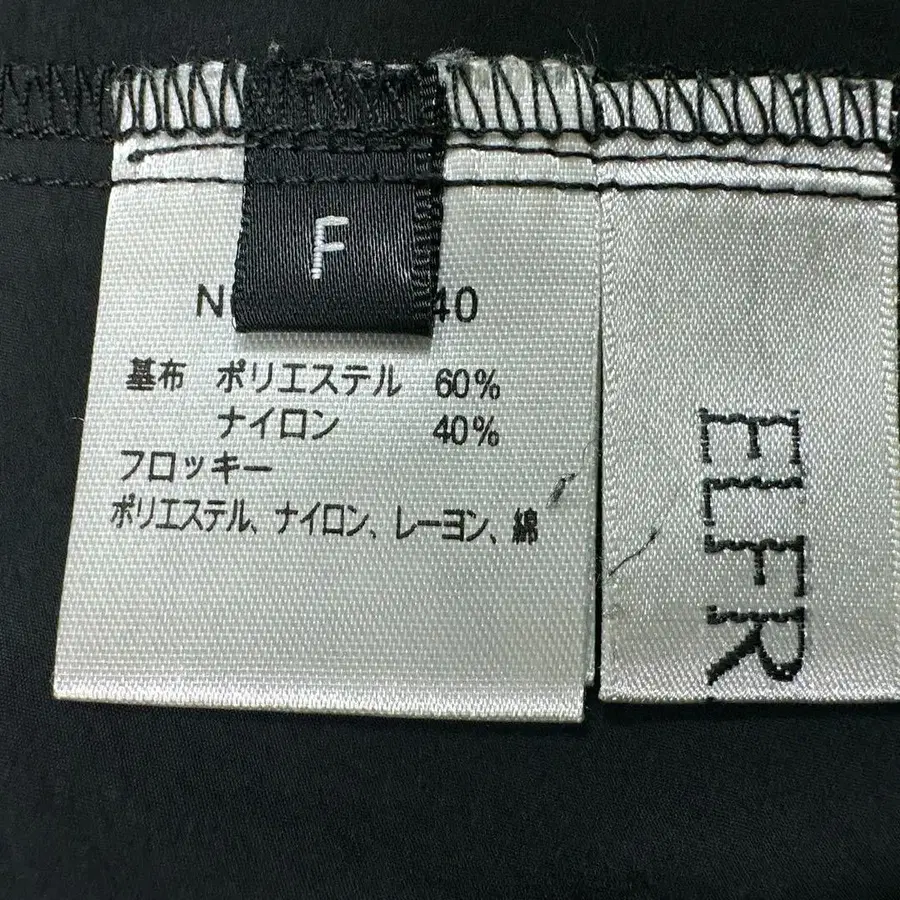 F
N 40
基布 ポリエステル 60%
ナイロン 40%
フロッキー
ポリエステル、ナイロン、レーヨン、綿
ELFR